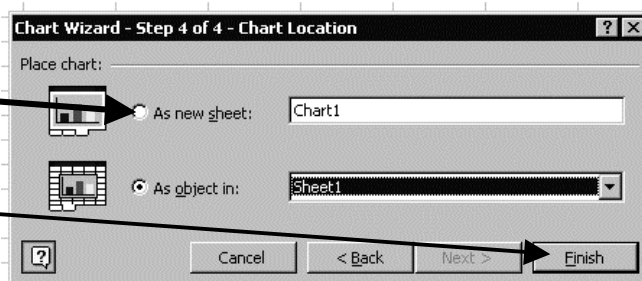 Chart Wizard - Step 4 of 4 - Chart Location ? X
Place chart:
As new sheet: Chart1
As object in: Sheet1
? Cancel < Back Next > Finish